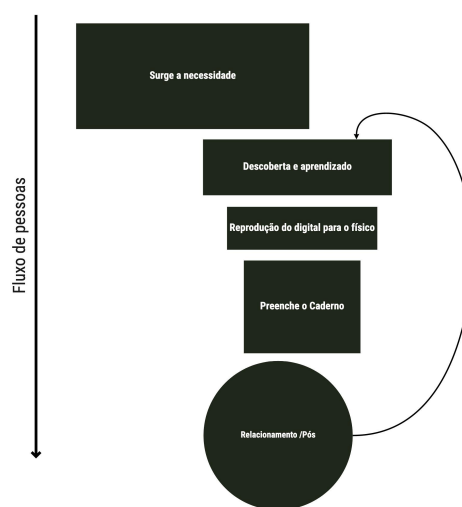 Surge a necessidade
Descoberta e aprendizado
Reprodução do digital para o físico
Preenche o Caderno
Relacionamento /Pós
Fluxo de pessoas